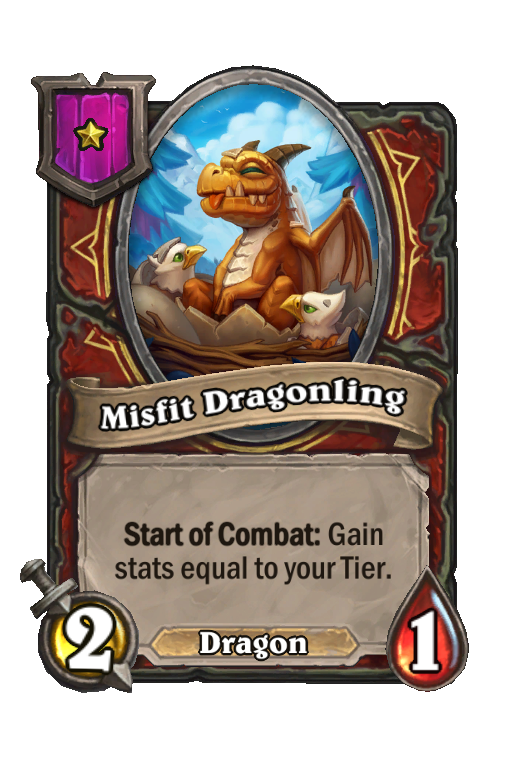 Misfit Dragonling
Start of Combat: Gain
stats equal to your Tier.
Dragon
2
1